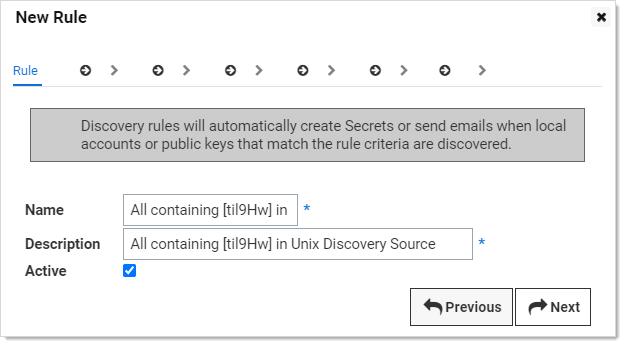 New Rule
Rule
Discovery rules will automatically create Secrets or send emails when local
accounts or public keys that match the rule criteria are discovered.
Name All containing [til9Hw] in *
Description All containing [til9Hw] in Unix Discovery Source *
Active
Previous Next